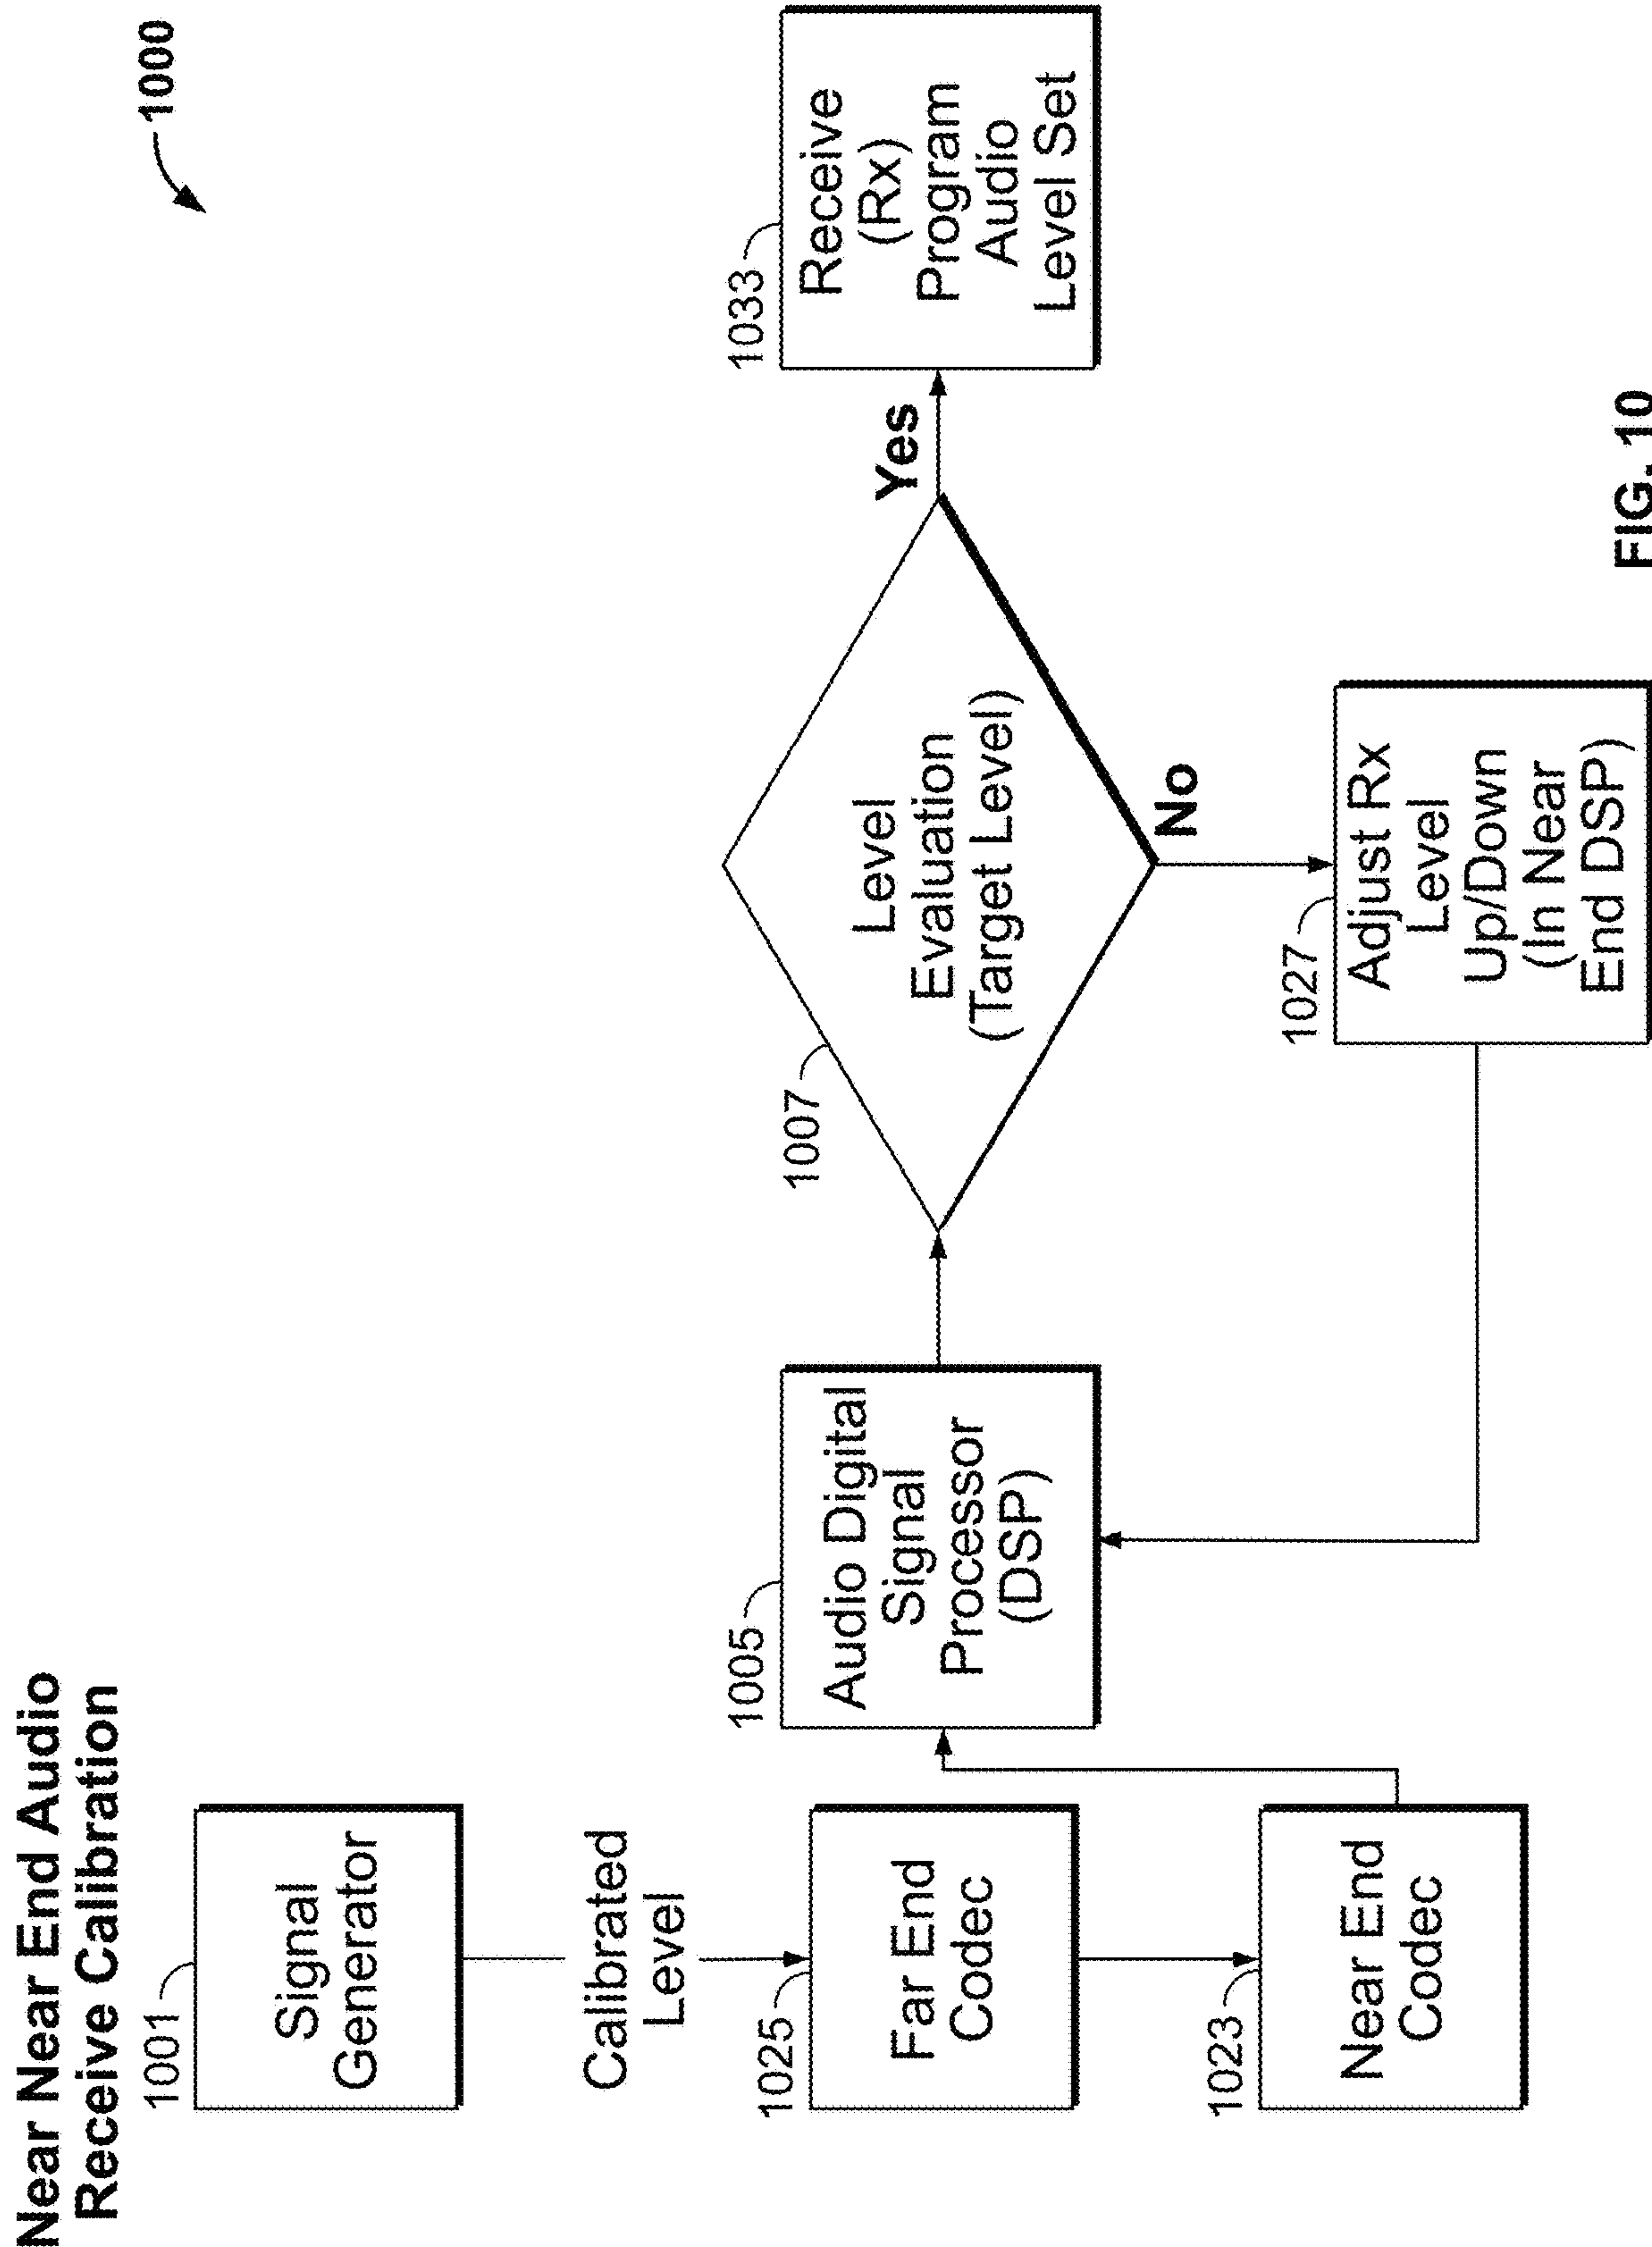 Near Near End Audio
Receive Calibration
1000
1001
Signal
Generator
Calibrated
Level
1025
Far End
Codec
1023
Near End
Codec
1005
Audio Digital
Signal
Processor
(DSP)
1007
Level
Evaluation
(Target Level)
Yes
No
1033
Receive
(Rx)
Program
Audio
Level Set
1027
Adjust Rx
Level
Up/Down
(In Near
End DSP)
FIG. 10